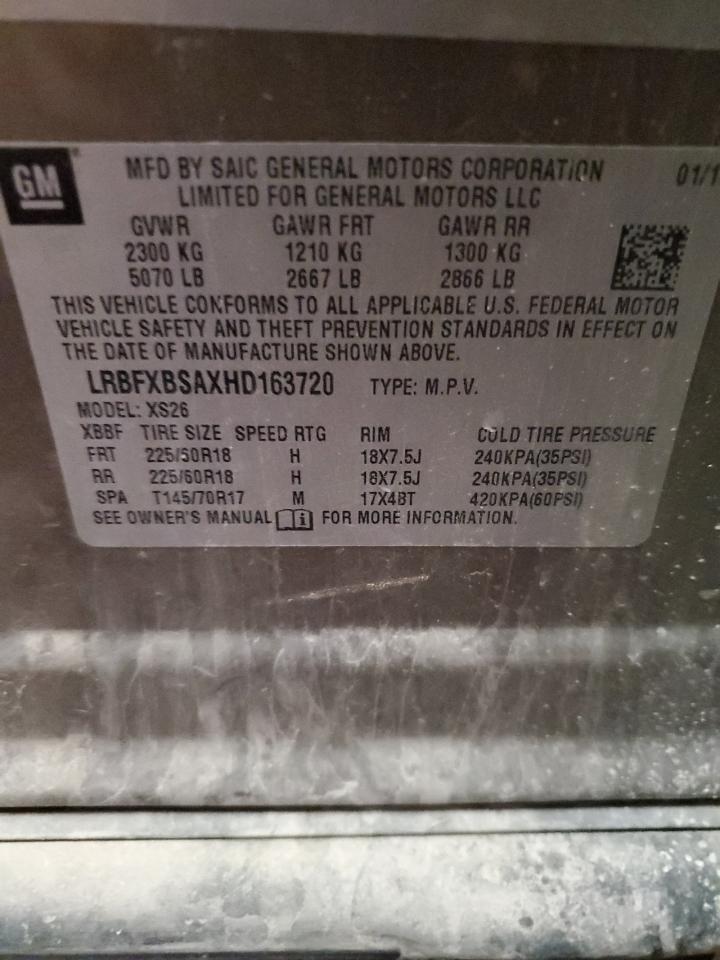 GM
MFD BY SAIC GENERAL MOTORS CORPORATION 01/1
LIMITED FOR GENERAL MOTORS LLC
GVWR GAWR FRT GAWR RR
2300 KG 1210 KG 1300 KG
5070 LB 2667 LB 2866 LB
THIS VEHICLE CONFORMS TO ALL APPLICABLE U.S. FEDERAL MOTOR
VEHICLE SAFETY AND THEFT PREVENTION STANDARDS IN EFFECT ON
THE DATE OF MANUFACTURE SHOWN ABOVE.
LRBFXBSAXHD163720 TYPE: M.P.V.
MODEL: XS26
XBBF TIRE SIZE SPEED RTG RIM COLD TIRE PRESSURE
FRT 225/60R18 H 18X7.5J 240KPA(35PSI)
RR 225/60R18 H 18X7.5J 240KPA(35PSI)
SPA T145/70R17 M 17X4BT 420KPA(60PSI)
SEE OWNER'S MANUAL FOR MORE INFORMATION.